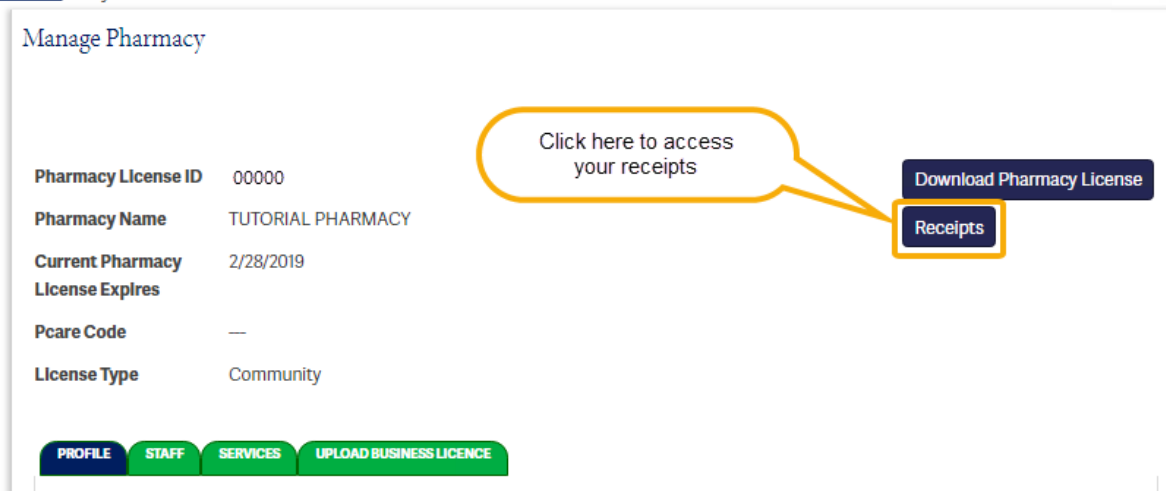 Manage Pharmacy
Click here to access
your receipts
Pharmacy License ID 00000
Download Pharmacy License
Pharmacy Name TUTORIAL PHARMACY
Receipts
Current Pharmacy 2/28/2019
License Expires
Pcare Code ---
License Type Community
PROFILE STAFF SERVICES UPLOAD BUSINESS LICENCE